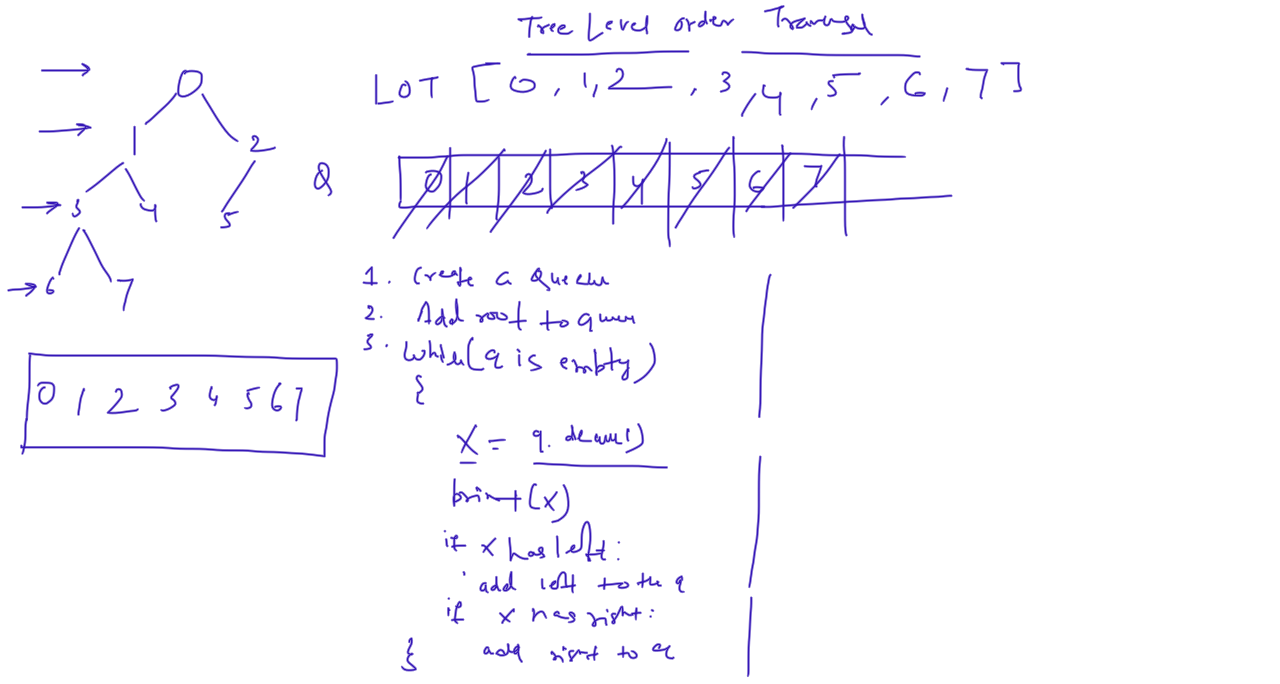 Tree Level order Traversal
LOT [0, 1, 2, 3, 4, 5, 6, 7]
0
1 2
3 4 5
6 7
Q 0 1 2 3 4 5 6 7
1. Create a Queue
2. Add root to queue
3. While(q is empty)
{
X = q.deque()
print(x)
if x has left:
add left to the q
if x has right:
add right to q
}
0 1 2 3 4 5 6 7